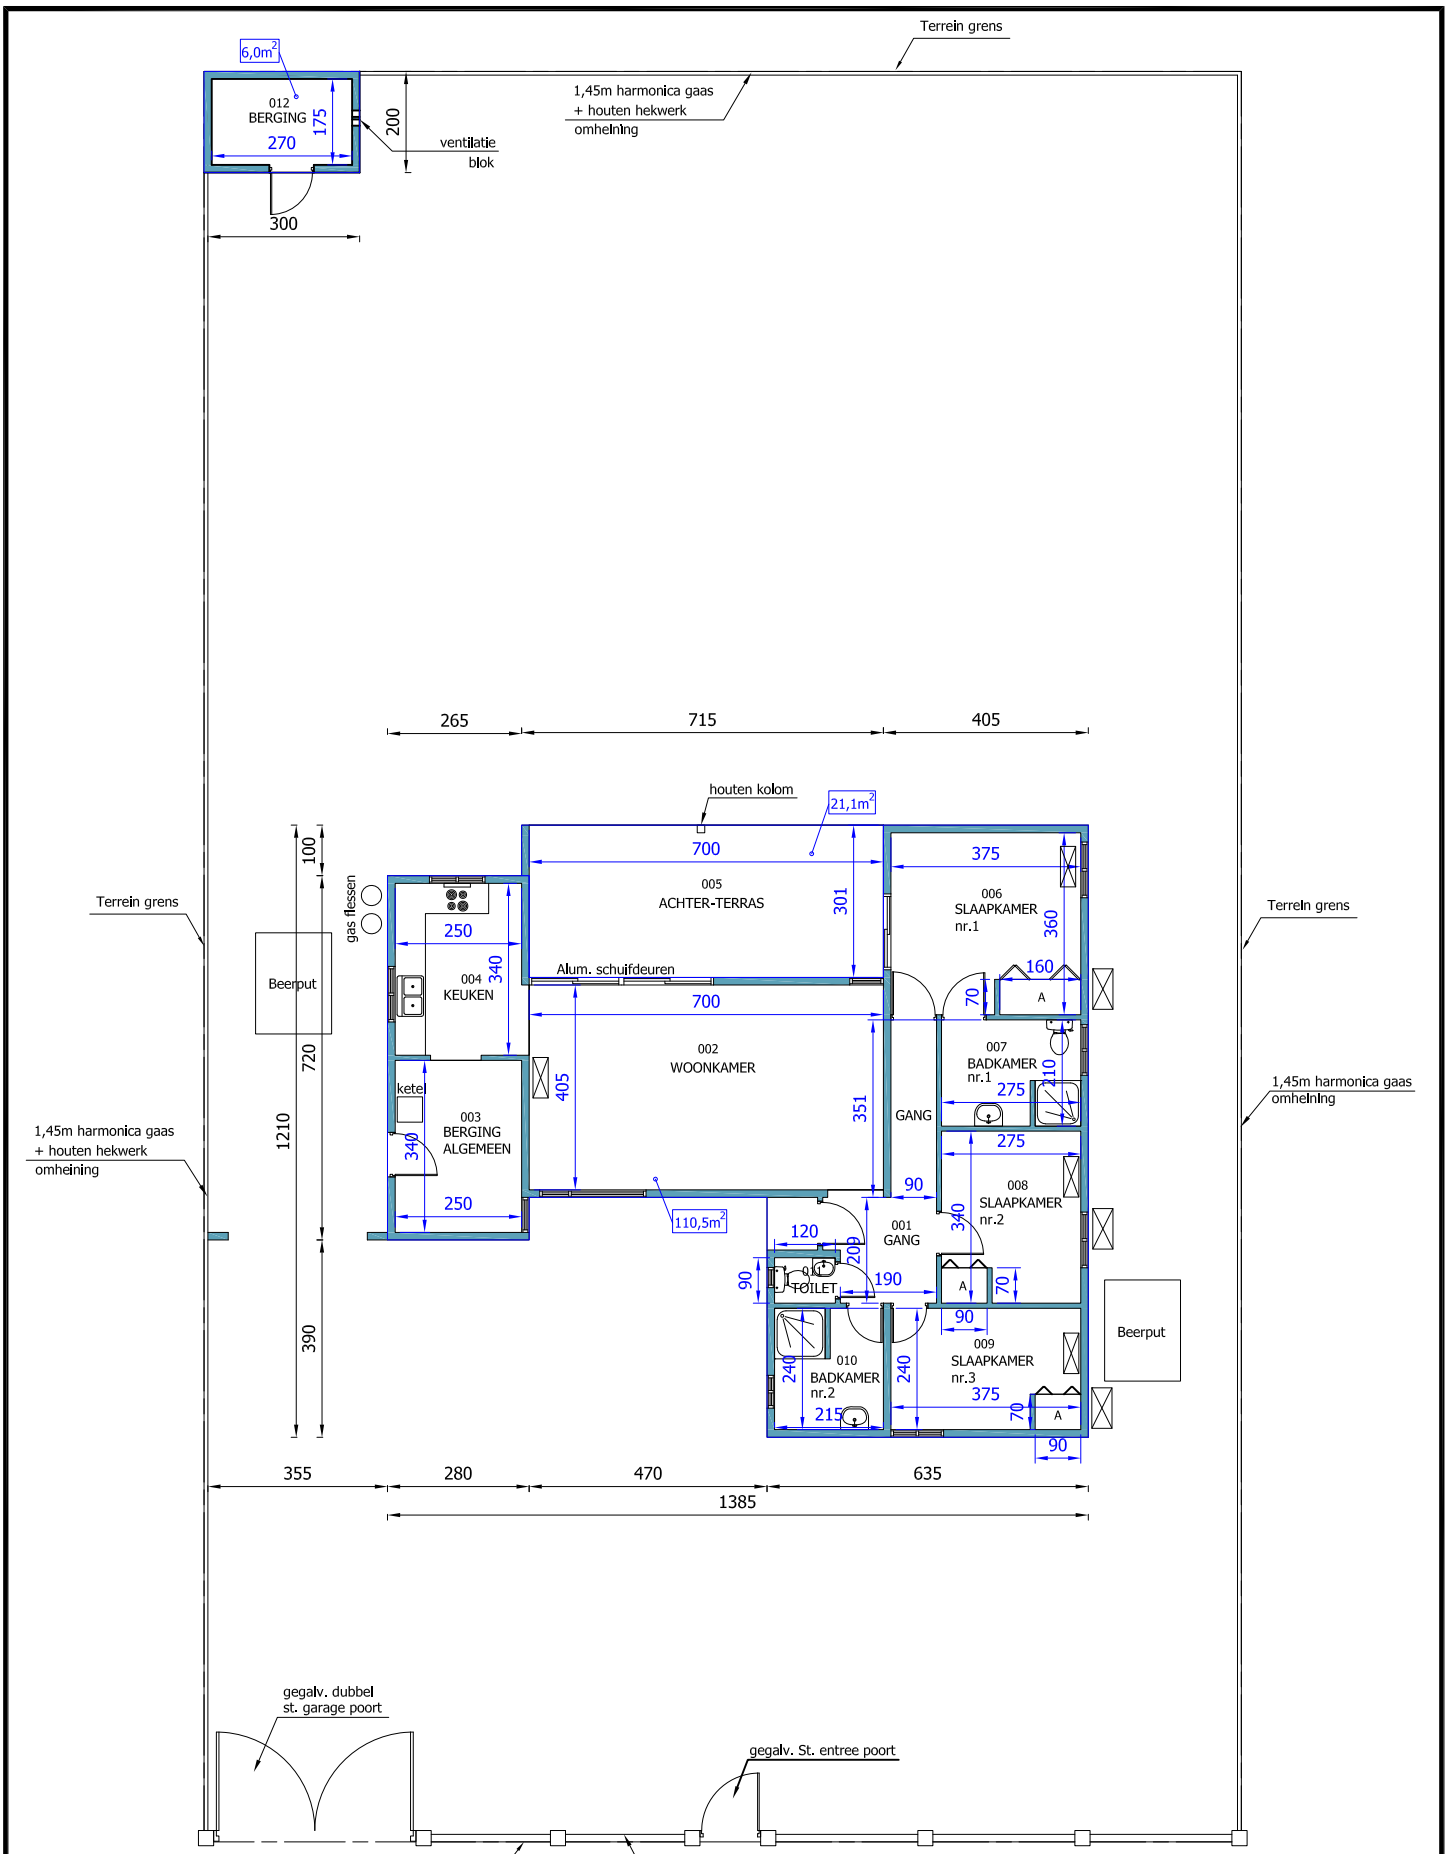 Terrein grens
6,0m²
1,45m harmonica gaas
+ houten hekwerk
omheining
012
BERGING
175
270
200
ventilatie
blok
300
265
715
405
houten kolom
21,1m²
100
700
375
gas flessen
005
ACHTER-TERRAS
301
006
SLAAPKAMER
nr.1
360
Terrein grens
Terrein grens
250
340
004
KEUKEN
Alum. schuifdeuren
160
Beerput
70
A
700
720
002
WOONKAMER
007
BADKAMER
nr.1
210
275
ketel
405
351
1,45m harmonica gaas
omheining
003
BERGING
ALGEMEEN
340
GANG
1210
1,45m harmonica gaas
+ houten hekwerk
omheining
275
90
008
SLAAPKAMER
nr.2
340
250
110,5m²
120
209
001
GANG
90
011
TOILET
190
A
70
90
390
Beerput
240
010
BADKAMER
nr.2
240
009
SLAAPKAMER
nr.3
375
215
70
A
90
355
280
470
635
1385
gegalv. dubbel
st. garage poort
gegalv. St. entree poort